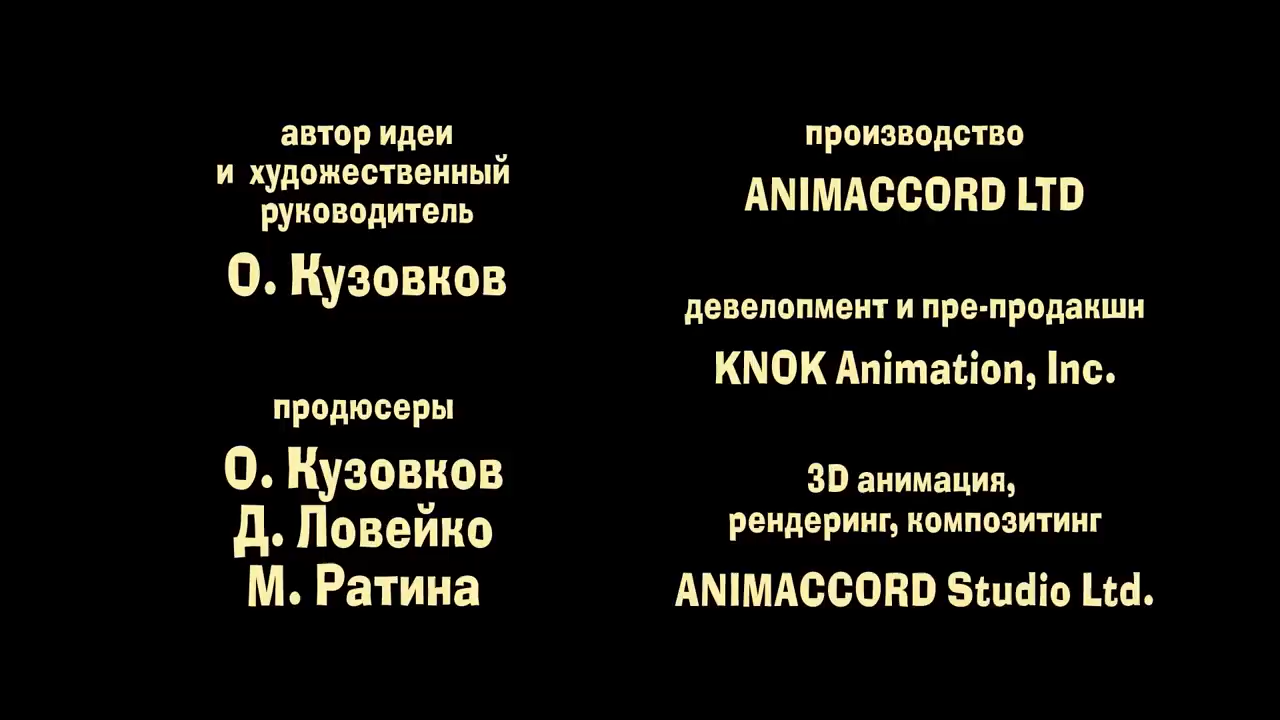 автор идеи
и художественный
руководитель
О. Кузовков
продюсеры
О. Кузовков
Д. Ловейко
М. Ратина
производство
ANIMACCORD LTD
девелопмент и пре-продакшн
KNOK Animation, Inc.
3D анимация,
рендеринг, композитинг
ANIMACCORD Studio Ltd.